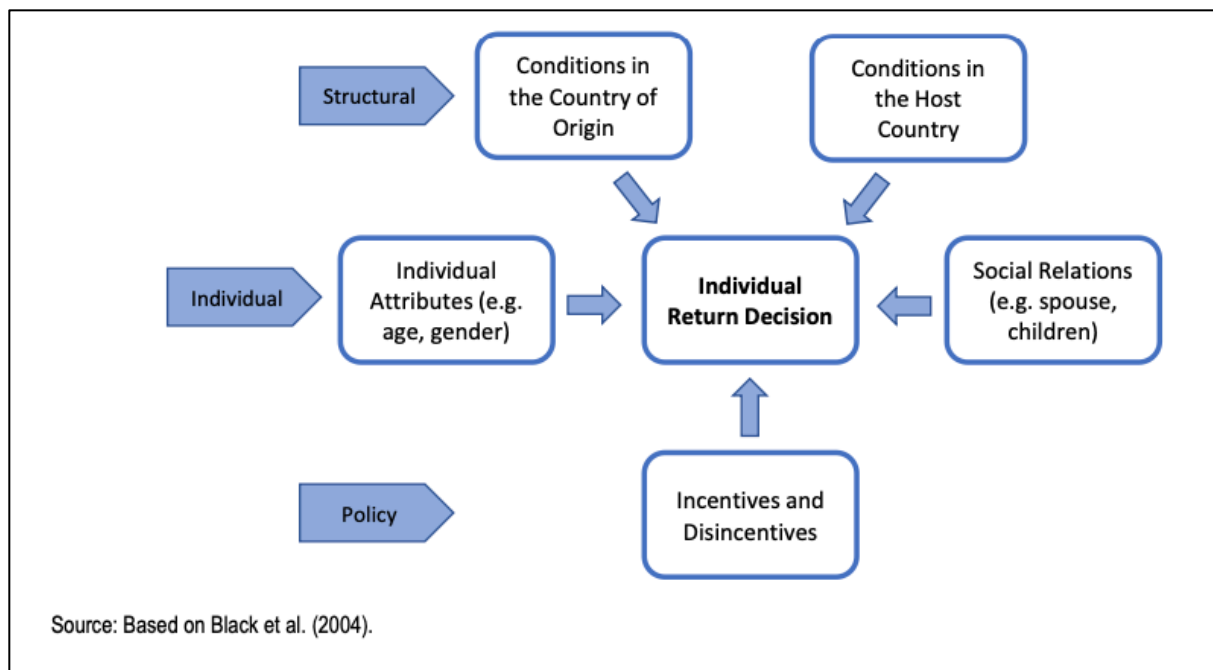 Structural
Conditions in
the Country of
Origin
Conditions in
the Host
Country
Individual
Individual
Attributes (e.g.
age, gender)
Individual
Return Decision
Social Relations
(e.g. spouse,
children)
Policy
Incentives and
Disincentives
Source: Based on Black et al. (2004).